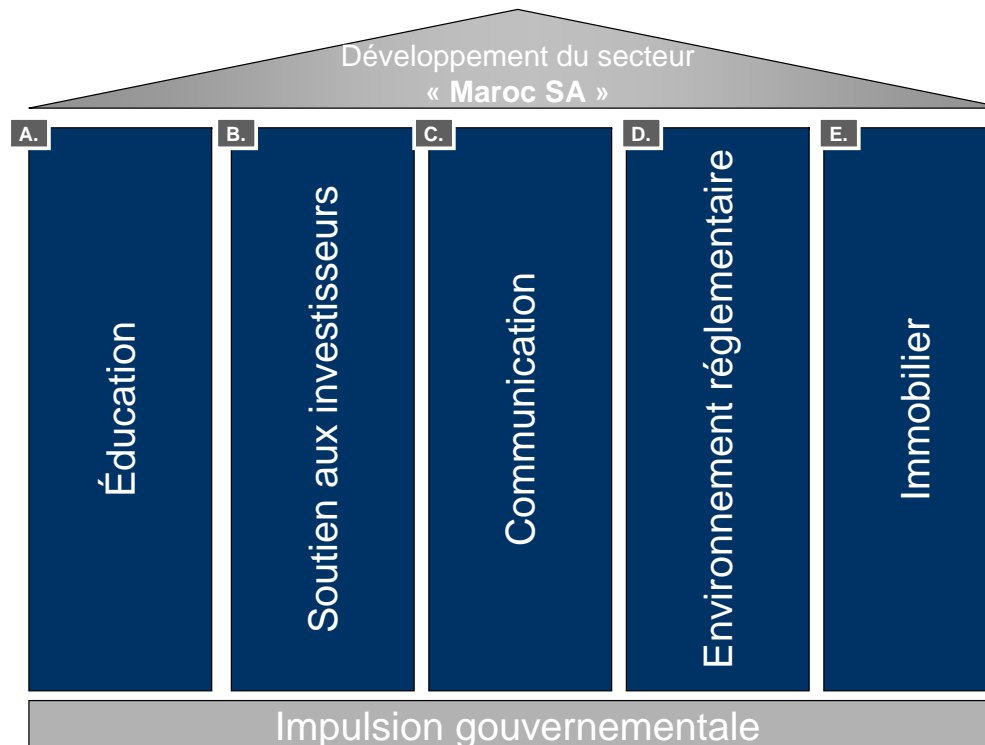 Développement du secteur
« Maroc SA »
A.
Éducation
B.
Soutien aux investisseurs
C.
Communication
D.
Environnement réglementaire
E.
Immobilier
Impulsion gouvernementale